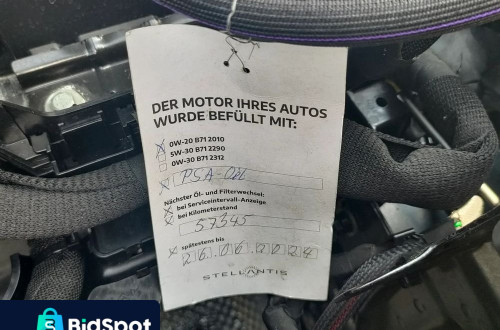 DER MOTOR IHRES AUTOS
WURDE BEFÜLLT MIT:
0W-20 B71 2010
5W-30 B71 2290
0W-30 B71 2312
PSA-Oil
Nächster Öl- und Filterwechsel:
bei Serviceintervall-Anzeige
bei Kilometerstand
57345
spätestens bis
26.06.2024
STELLANTIS
BidSpot